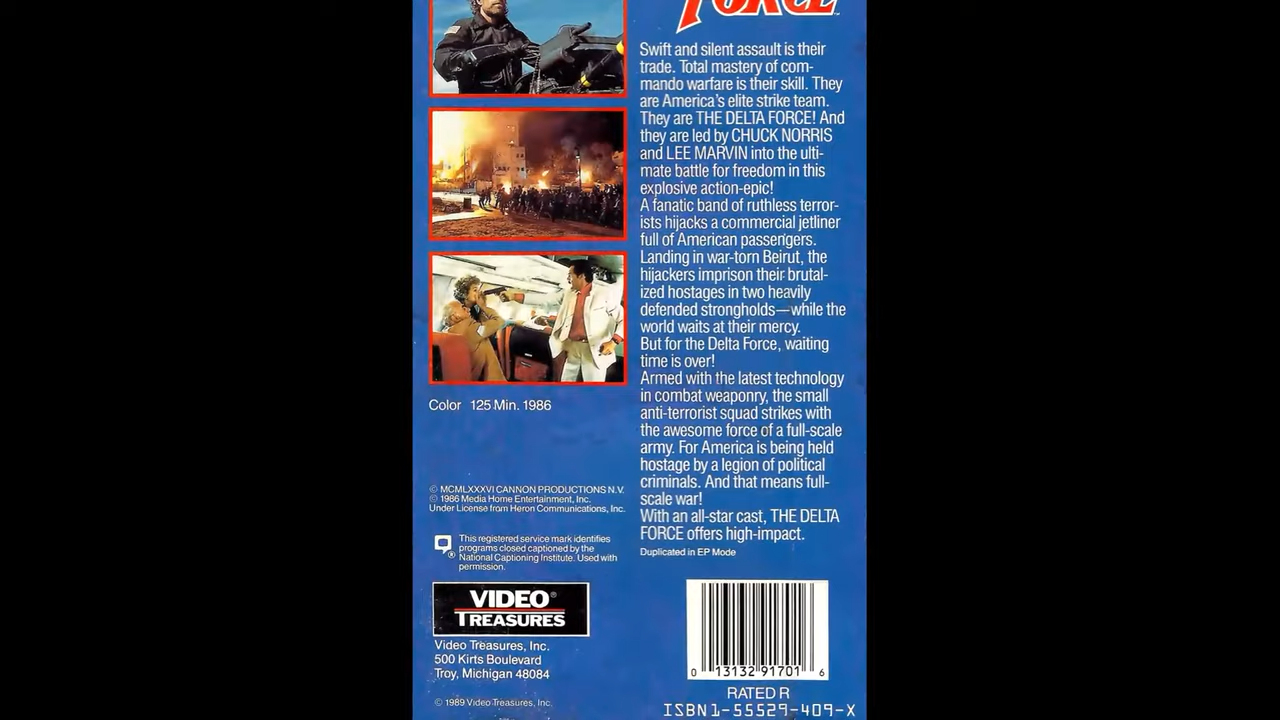 FORCE
Swift and silent assault is their
trade. Total mastery of com-
mando warfare is their skill. They
are America's elite strike team.
They are THE DELTA FORCE! And
they are led by CHUCK NORRIS
and LEE MARVIN into the ulti-
mate battle for freedom in this
explosive action-epic!
A fanatic band of ruthless terror-
ists hijacks a commercial jetliner
full of American passengers.
Landing in war-torn Beirut, the
hijackers imprison their brutal-
ized hostages in two heavily
defended strongholds—while the
world waits at their mercy.
But for the Delta Force, waiting
time is over!
Armed with the latest technology
in combat weaponry, the small
anti-terrorist squad strikes with
the awesome force of a full-scale
army. For America is being held
hostage by a legion of political
criminals. And that means full-
scale war!
With an all-star cast, THE DELTA
FORCE offers high-impact.
Duplicated in EP Mode
Color 125 Min. 1986
© MCMLXXXVI CANNON PRODUCTIONS N.V.
© 1986 Media Home Entertainment, Inc.
Under License from Heron Communications, Inc.
This registered service mark identifies
programs closed captioned by the
National Captioning Institute. Used with
permission.
VIDEO®
TREASURES
Video Treasures, Inc.
500 Kirts Boulevard
Troy, Michigan 48084
© 1989 Video Treasures, Inc.
0 13132 91701 6
RATED R
ISBN 1-55529-409-X